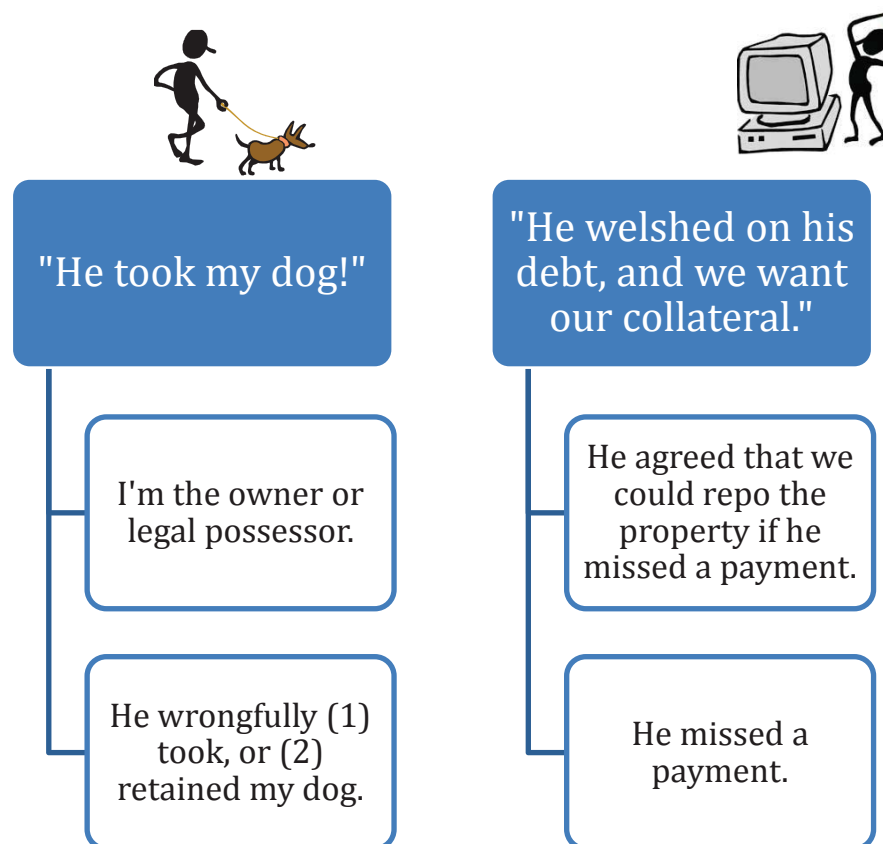 "He took my dog!"
I'm the owner or
legal possessor.
He wrongfully (1)
took, or (2)
retained my dog.
"He welshed on his
debt, and we want
our collateral."
He agreed that we
could repo the
property if he
missed a payment.
He missed a
payment.